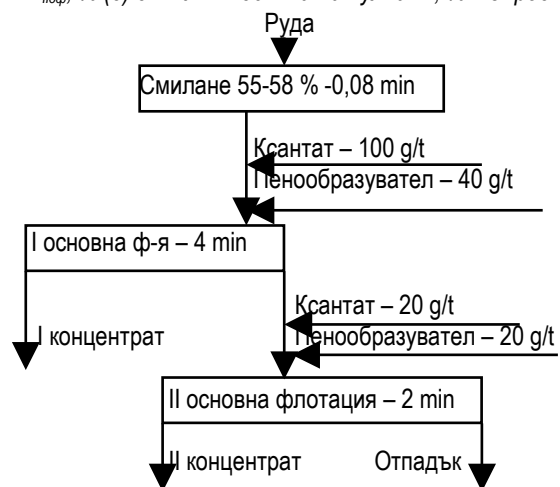 Руда
Смилане 55-58 % -0,08 min
Ксантат – 100 g/t
Пенообразувател – 40 g/t
I основна ф-я – 4 min
Ксантат – 20 g/t
I концентрат
Пенообразувател – 20 g/t
II основна флотация – 2 min
II концентрат Отпадък